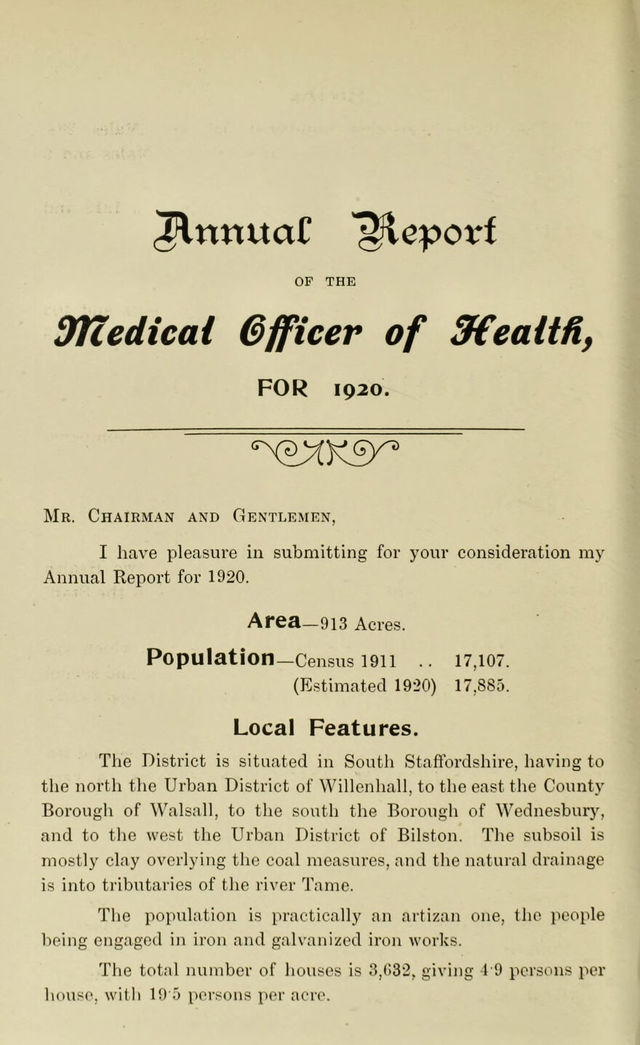 Annual Report
OF THE
Medical Officer of Health,
FOR 1920.
MR. CHAIRMAN AND GENTLEMEN,
I have pleasure in submitting for your consideration my
Annual Report for 1920.
Area—913 Acres.
Population—Census 1911 .. 17,107.
(Estimated 1920) 17,885.
Local Features.
The District is situated in South Staffordshire, having to
the north the Urban District of Willenhall, to the east the County
Borough of Walsall, to the south the Borough of Wednesbury,
and to the west the Urban District of Bilston. The subsoil is
mostly clay overlying the coal measures, and the natural drainage
is into tributaries of the river Tame.
The population is practically an artizan one, the people
being engaged in iron and galvanized iron works.
The total number of houses is 3,632, giving 4·9 persons per
house, with 19·5 persons per acre.